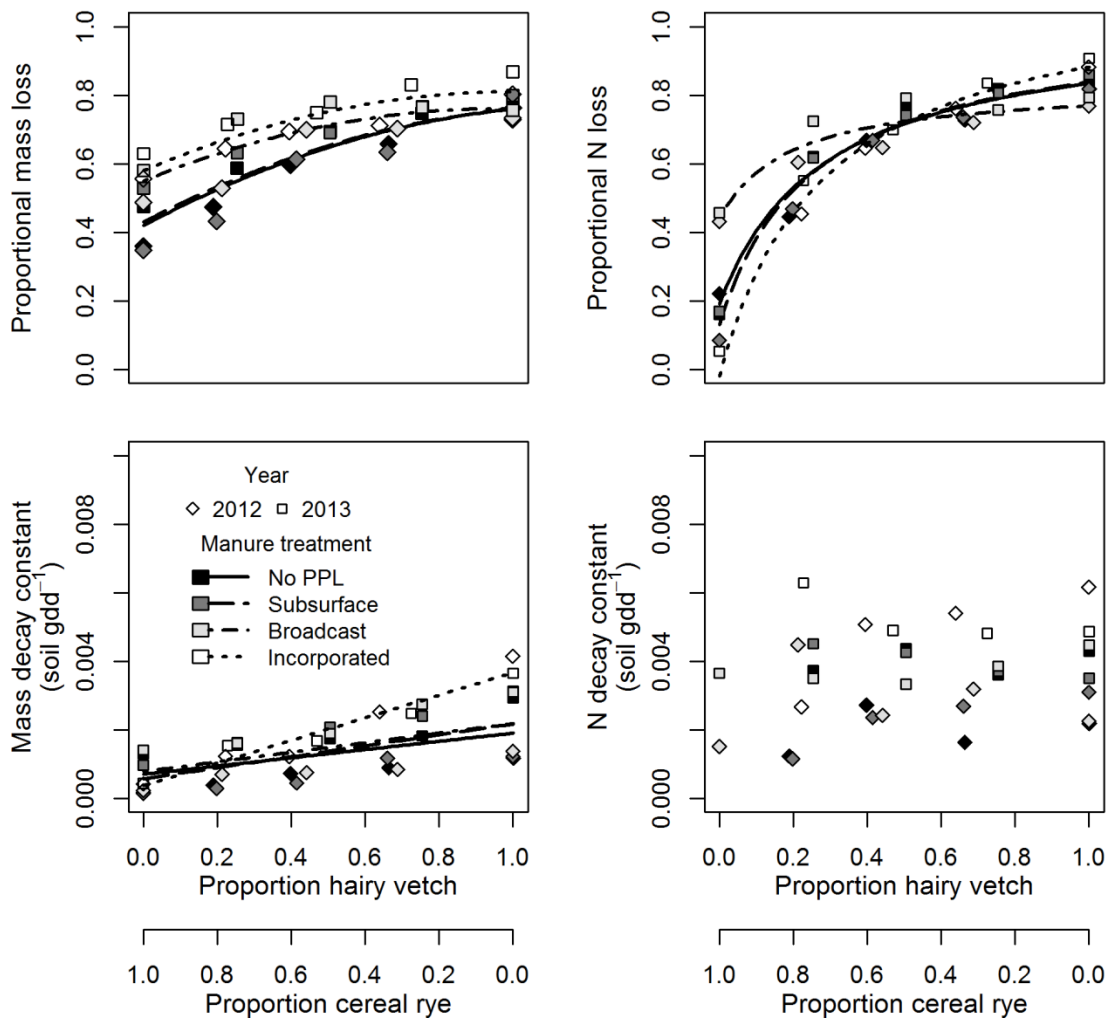 Proportional mass loss
1.0
0.8
0.6
0.4
0.2
0.0
Proportional N loss
1.0
0.8
0.6
0.4
0.2
0.0
Mass decay constant
(soil gdd⁻¹)
0.008
0.004
0.000
Year
2012 2013
Manure treatment
No PPL
Subsurface
Broadcast
Incorporated
N decay constant
(soil gdd⁻¹)
0.008
0.004
0.000
0.0 0.2 0.4 0.6 0.8 1.0
Proportion hairy vetch
1.0 0.8 0.6 0.4 0.2 0.0
Proportion cereal rye
0.0 0.2 0.4 0.6 0.8 1.0
Proportion hairy vetch
1.0 0.8 0.6 0.4 0.2 0.0
Proportion cereal rye